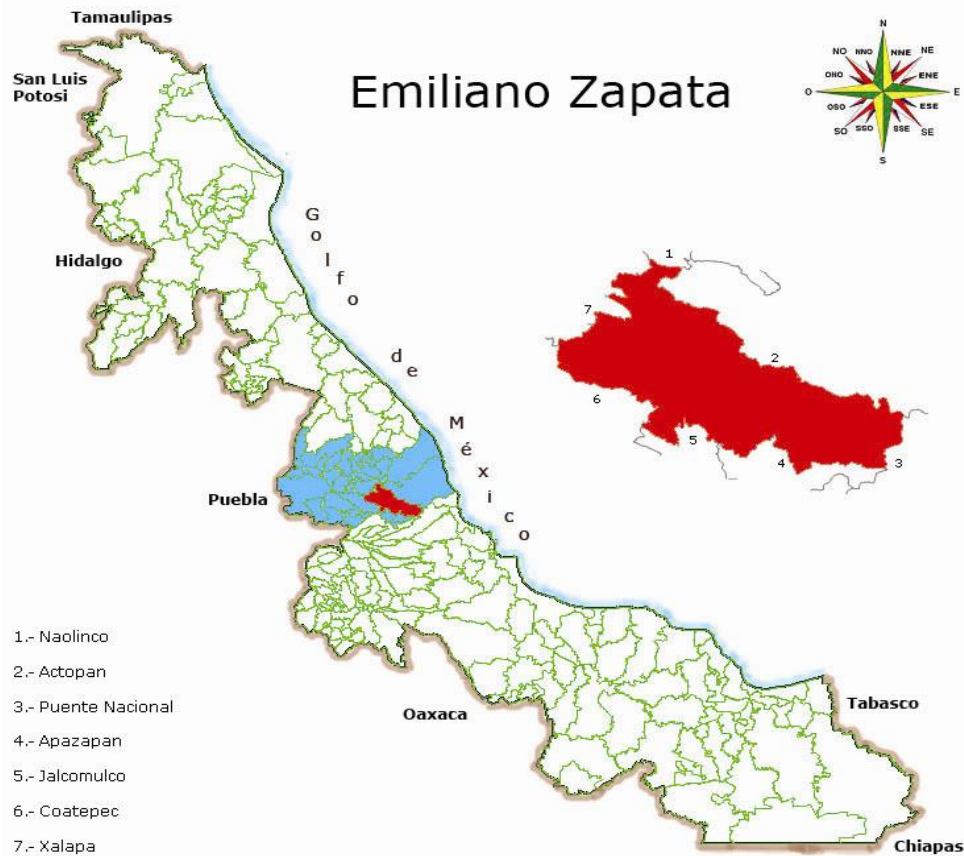 Tamaulipas
San Luis
Potosi
Emiliano Zapata
N
NNO
NNE
NO
NE
ONO
ENE
O
E
OSO
ESE
SO
SSO
SSE
SE
S
Golfo de México
Hidalgo
Puebla
Oaxaca
Tabasco
Chiapas
1
7
2
6
5
4
3
1.- Naolinco
2.- Actopan
3.- Puente Nacional
4.- Apazapan
5.- Jalcomulco
6.- Coatepec
7.- Xalapa